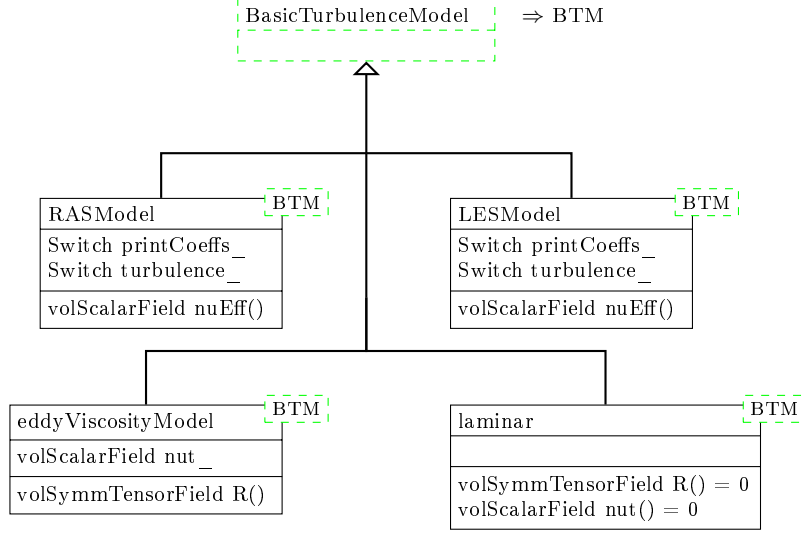 BasicTurbulenceModel ⇒ BTM
BTM
RASModel
Switch printCoeffs_
Switch turbulence_
volScalarField nuEff()
BTM
LESModel
Switch printCoeffs_
Switch turbulence_
volScalarField nuEff()
BTM
eddyViscosityModel
volScalarField nut_
volSymmTensorField R()
BTM
laminar
volSymmTensorField R() = 0
volScalarField nut() = 0